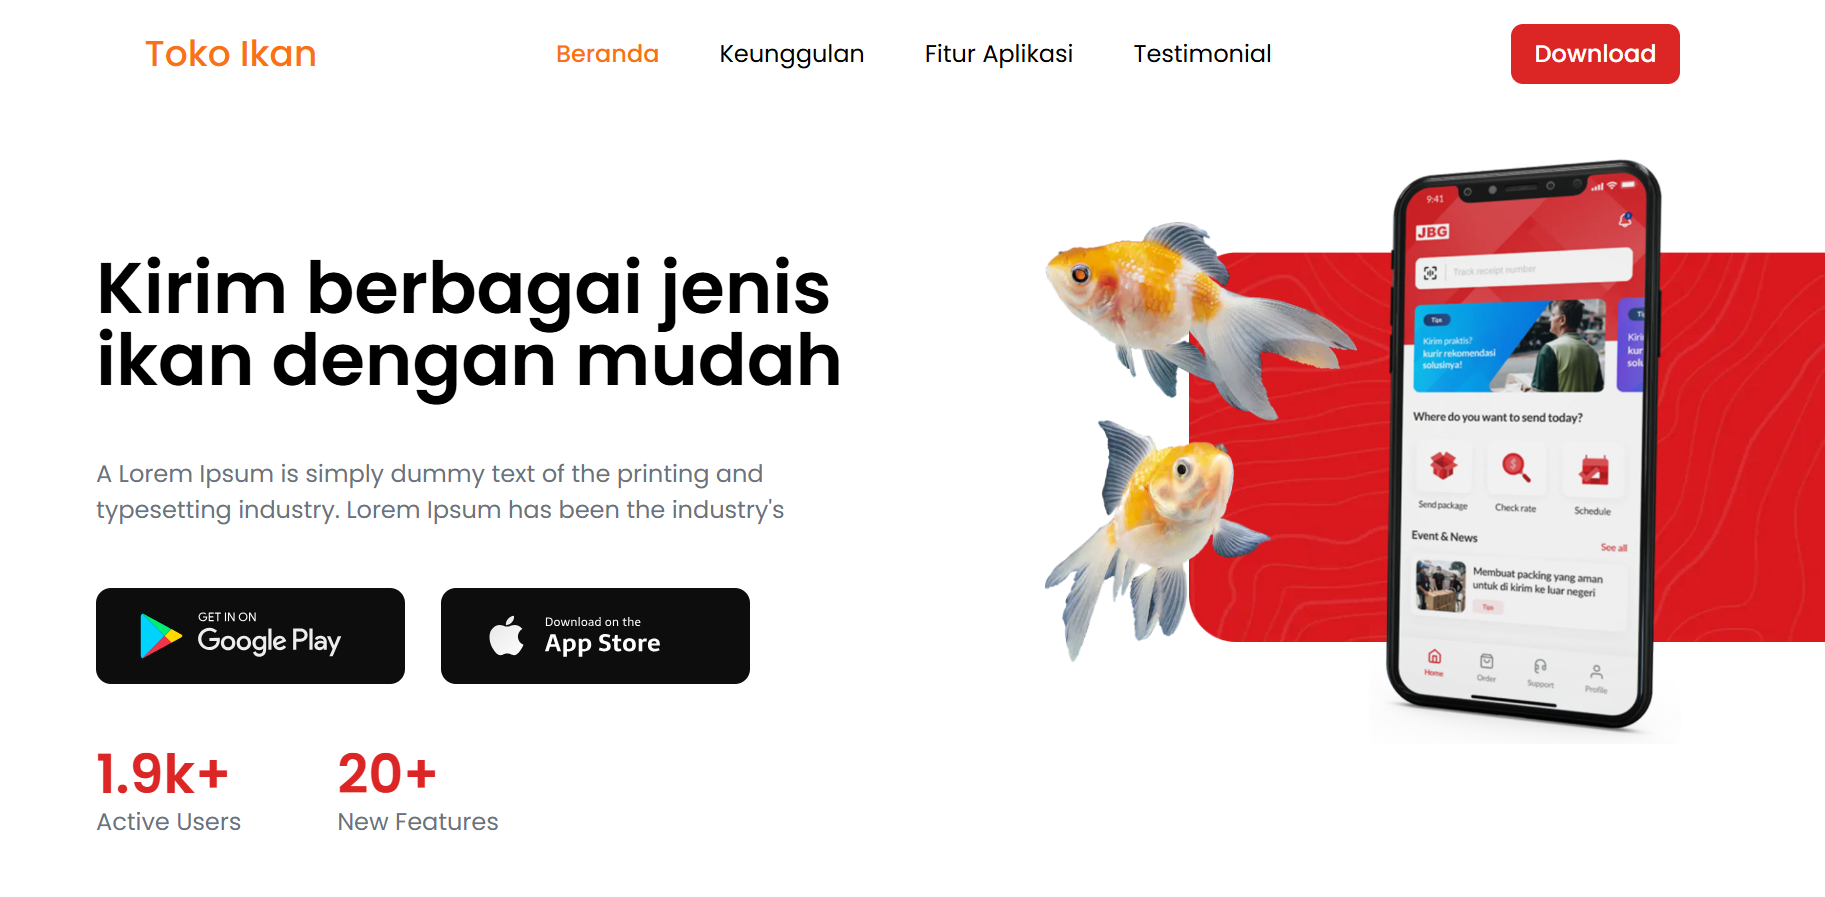 Toko Ikan
Beranda
Keunggulan
Fitur Aplikasi
Testimonial
Download
Kirim berbagai jenis
ikan dengan mudah
A Lorem Ipsum is simply dummy text of the printing and
typesetting industry. Lorem Ipsum has been the industry's
GET IN ON
Google Play
Download on the
App Store
1.9k+
Active Users
20+
New Features
9:41
JBG
Track receipt number
Tips
Kirim praktis?
kurir rekomendasi
solusinya!
Where do you want to send today?
Send package
Check rate
Schedule
Event & News
See all
Membuat packing yang aman
untuk di kirim ke luar negeri
Tips
Home
Order
Support
Profile